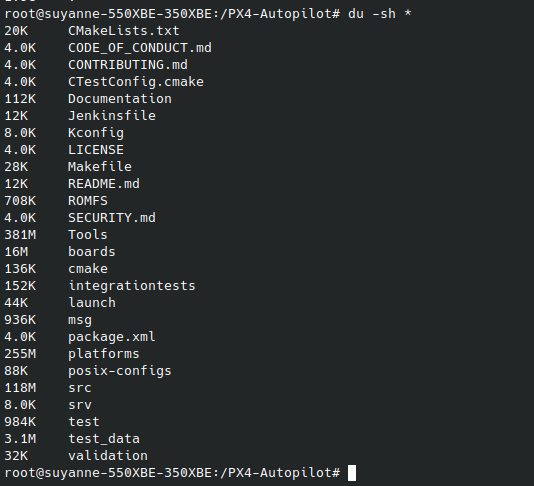 root@suyanne-550XBE-350XBE:/PX4-Autopilot# du -sh *
20K CMakeLists.txt
4.0K CODE_OF_CONDUCT.md
4.0K CONTRIBUTING.md
4.0K CTestConfig.cmake
112K Documentation
12K Jenkinsfile
8.0K Kconfig
4.0K LICENSE
28K Makefile
12K README.md
708K ROMFS
4.0K SECURITY.md
381M Tools
16M boards
136K cmake
152K integrationtests
44K launch
936K msg
4.0K package.xml
255M platforms
88K posix-configs
118M src
8.0K srv
984K test
3.1M test_data
32K validation
root@suyanne-550XBE-350XBE:/PX4-Autopilot#